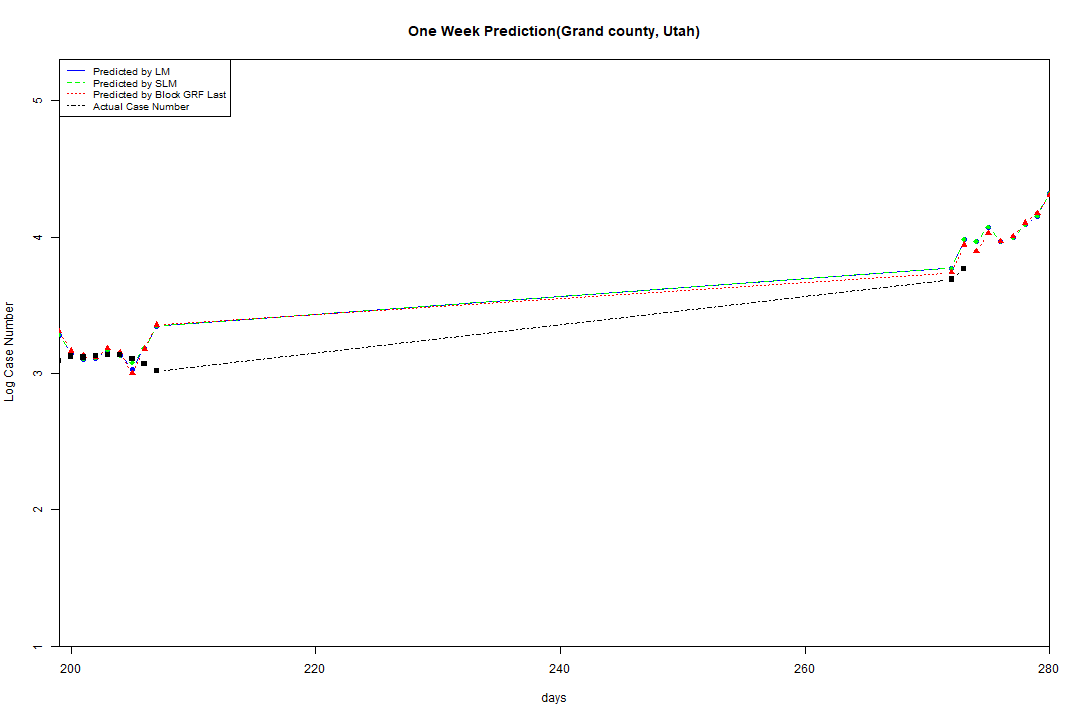 One Week Prediction(Grand county, Utah)
Predicted by LM
Predicted by SLM
Predicted by Block GRF Last
Actual Case Number
5
4
3
2
1
Log Case Number
200 220 240 260 280
days